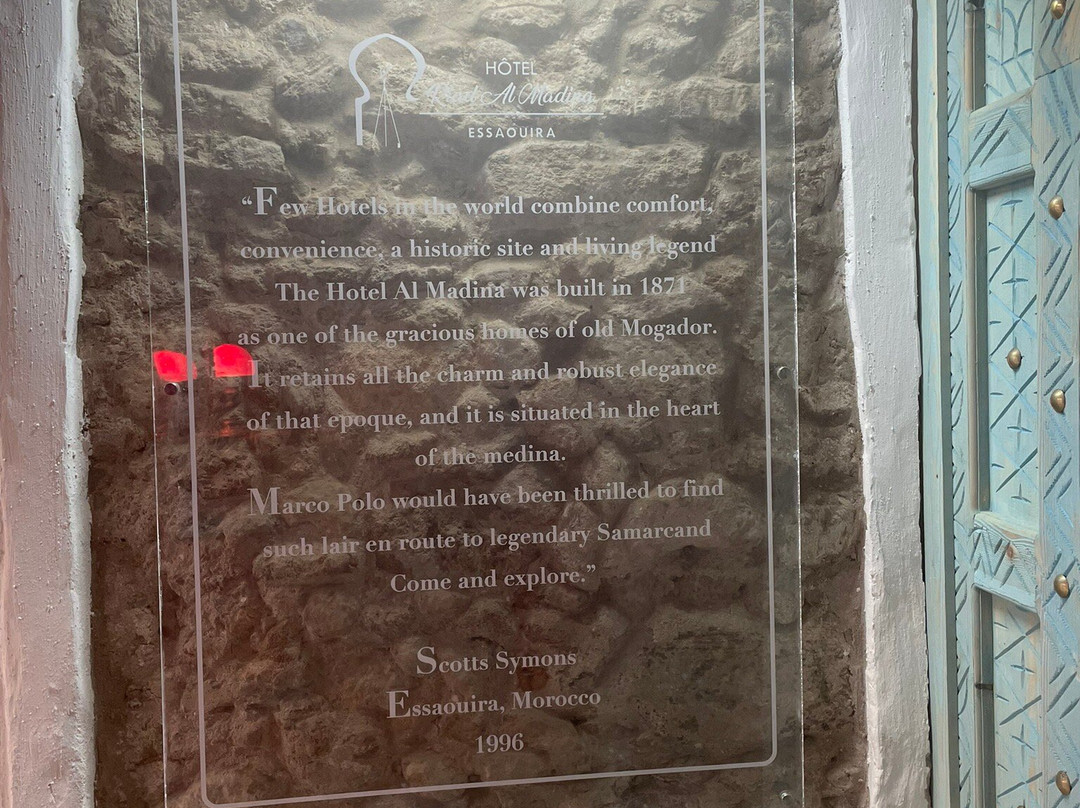 HÔTEL
Riad Al Madina
ESSAOUIRA
“Few Hotels in the world combine comfort,
convenience, a historic site and living legend
The Hotel Al Madina was built in 1871
as one of the gracious homes of old Mogador.
It retains all the charm and robust elegance
of that epoque, and it is situated in the heart
of the medina.
Marco Polo would have been thrilled to find
such lair en route to legendary Samarcand
Come and explore.”
Scotts Symons
Essaouira, Morocco
1996